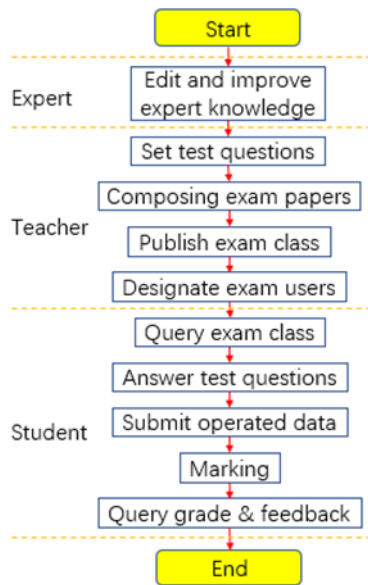 Start
Expert
Edit and improve
expert knowledge
Set test questions
Composing exam papers
Teacher
Publish exam class
Designate exam users
Query exam class
Answer test questions
Student
Submit operated data
Marking
Query grade & feedback
End